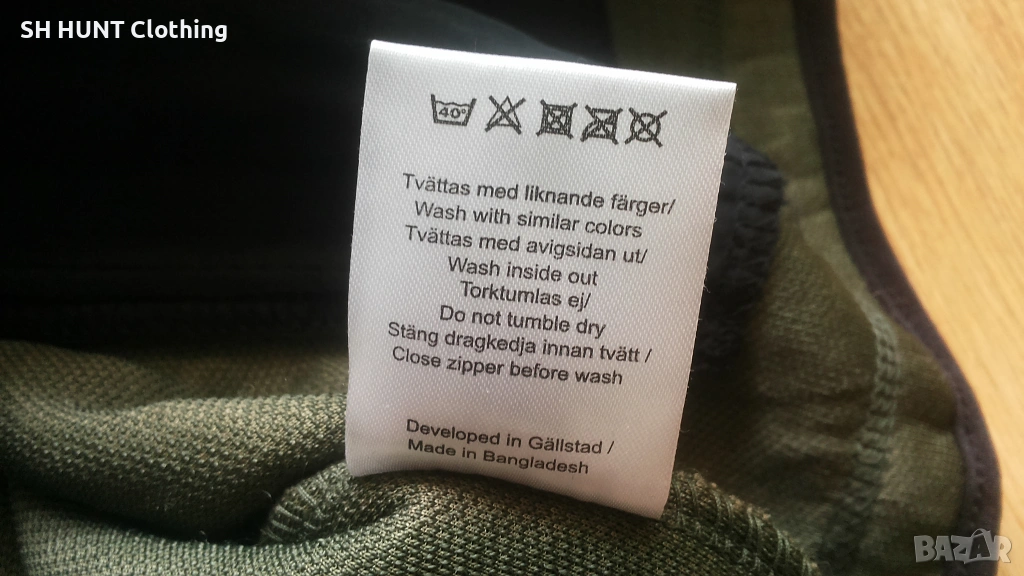 SH HUNT Clothing
40°
Tvättas med liknande färger/
Wash with similar colors
Tvättas med avigsidan ut/
Wash inside out
Torktumlas ej/
Do not tumble dry
Stäng dragkedja innan tvätt /
Close zipper before wash
Developed in Gällstad /
Made in Bangladesh
BAZAR